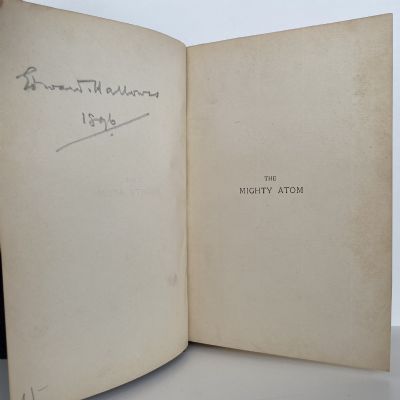 Edward Hallows
1896
THE
MIGHTY ATOM